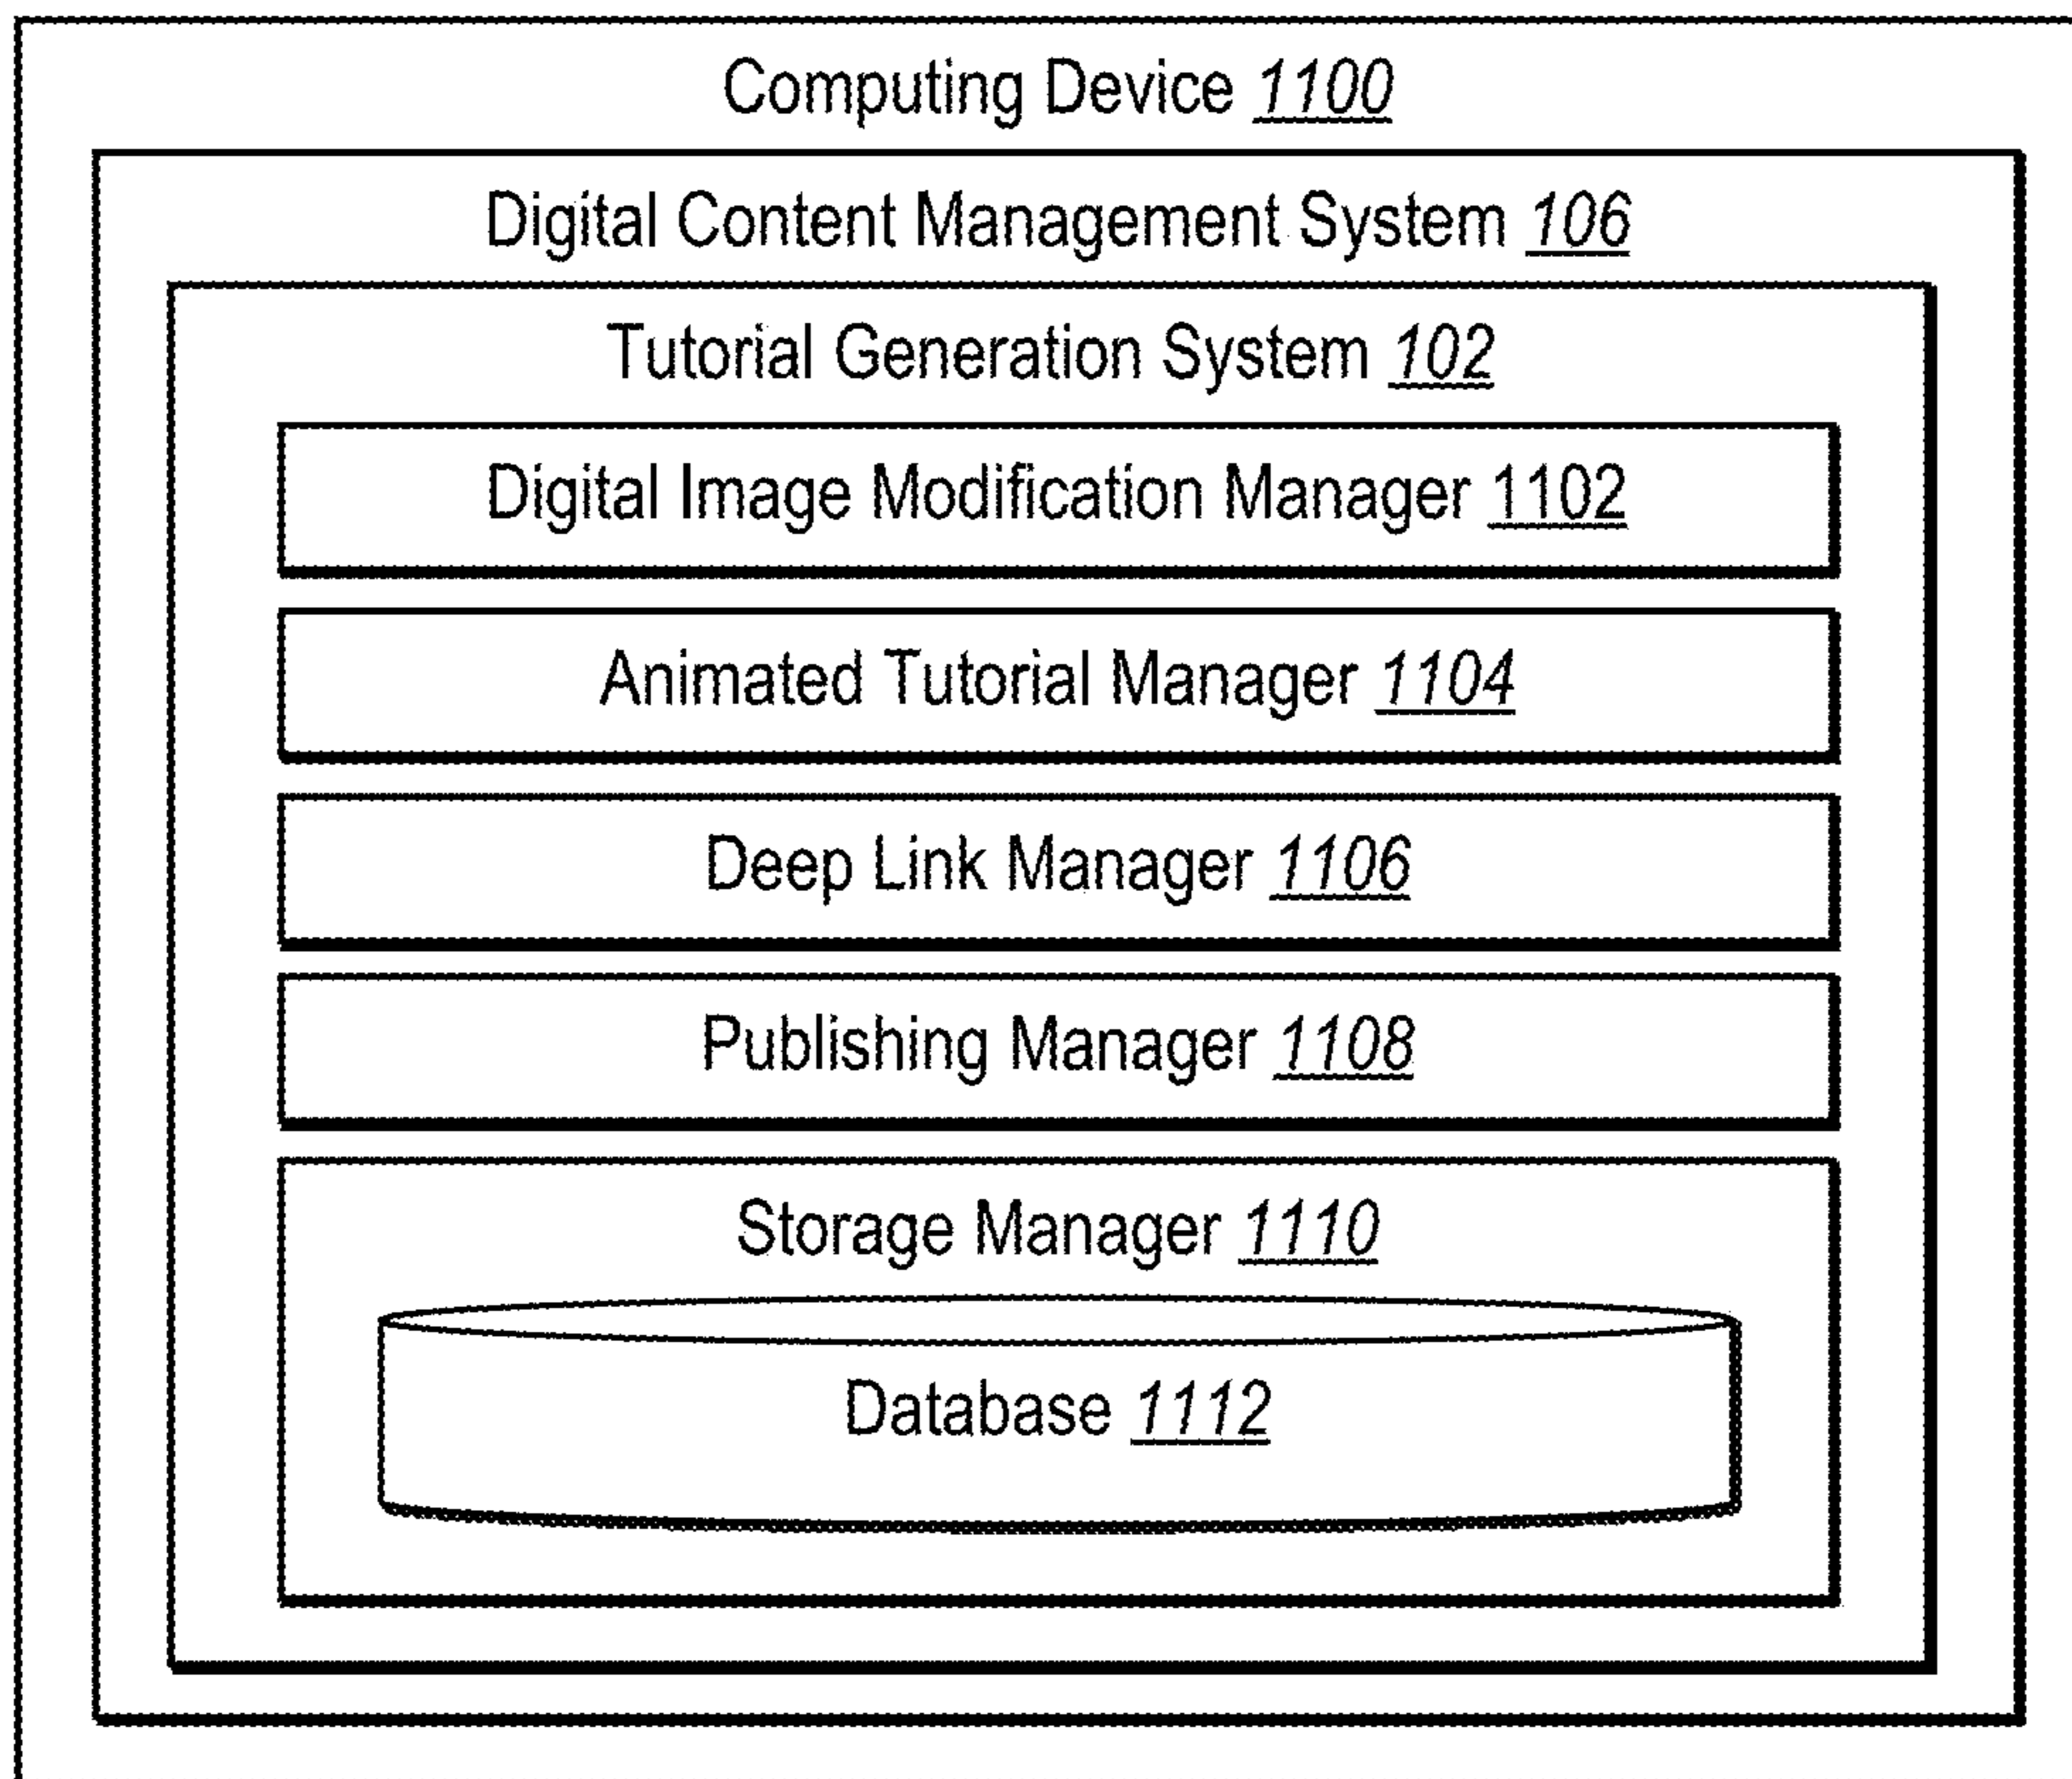 Computing Device 1100
Digital Content Management System 106
Tutorial Generation System 102
Digital Image Modification Manager 1102
Animated Tutorial Manager 1104
Deep Link Manager 1106
Publishing Manager 1108
Storage Manager 1110
Database 1112